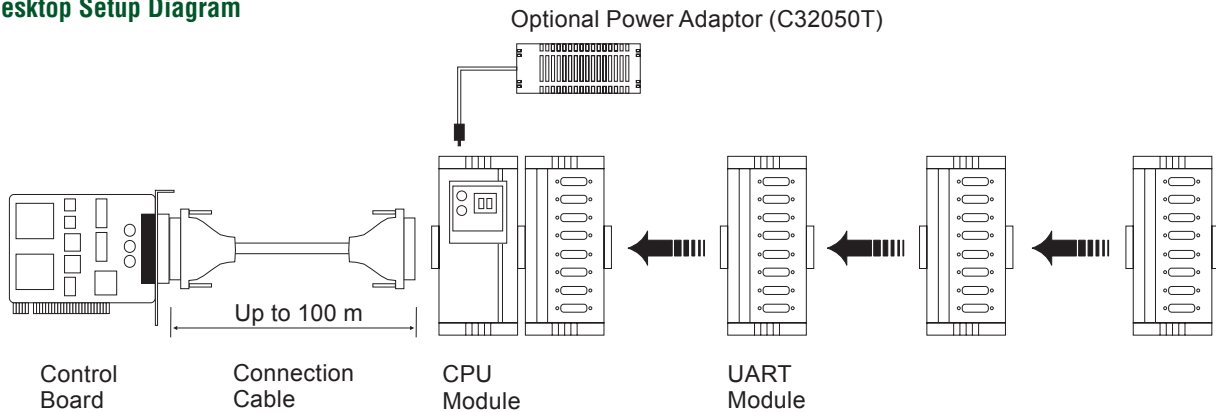 esktop Setup Diagram
Optional Power Adaptor (C32050T)
Up to 100 m
Control
Board
Connection
Cable
CPU
Module
UART
Module